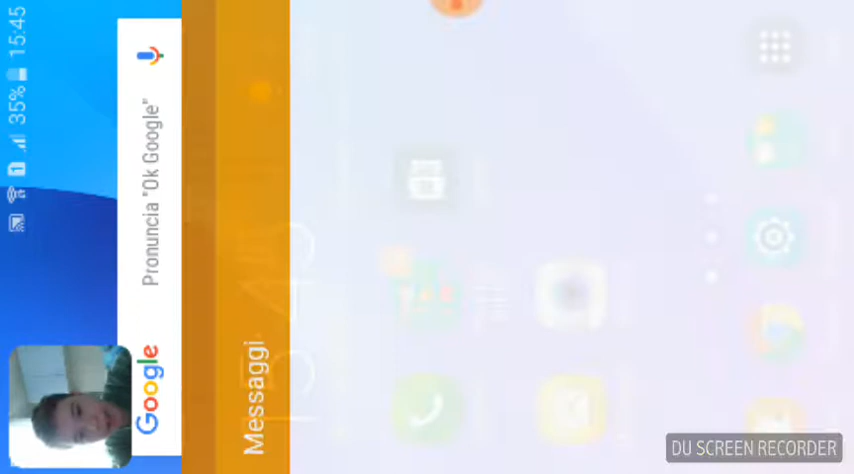 35% 15:45
Google Pronuncia "Ok Google"
Messaggi
DU SCREEN RECORDER